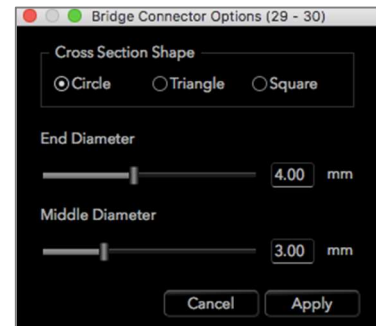 Bridge Connector Options (29 - 30)
Cross Section Shape
Circle Triangle Square
End Diameter
4.00 mm
Middle Diameter
3.00 mm
Cancel Apply